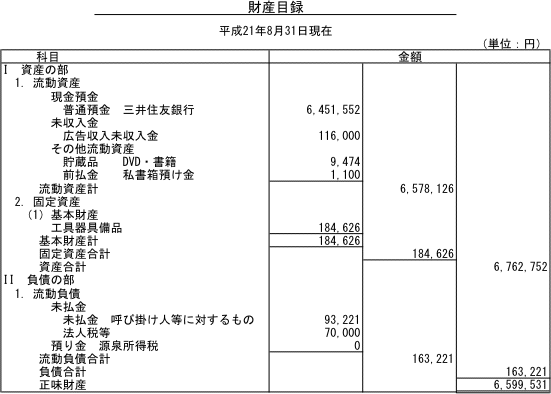 財産目録
平成21年8月31日現在
(単位:円)
科目 金額
I 資産の部
1. 流動資産
現金預金
普通預金 三井住友銀行 6,451,552
未収入金
広告収入未収入金 116,000
その他流動資産
貯蔵品 DVD・書籍 9,474
前払金 私書箱預け金 1,100
流動資産計 6,578,126
2. 固定資産
(1) 基本財産
工具器具備品 184,626
基本財産計 184,626
固定資産合計 184,626
資産合計 6,762,752
II 負債の部
1. 流動負債
未払金
未払金 呼び掛け人等に対するもの 93,221
法人税等 70,000
預り金 源泉所得税 0
流動負債合計 163,221
負債合計 163,221
正味財産 6,599,531